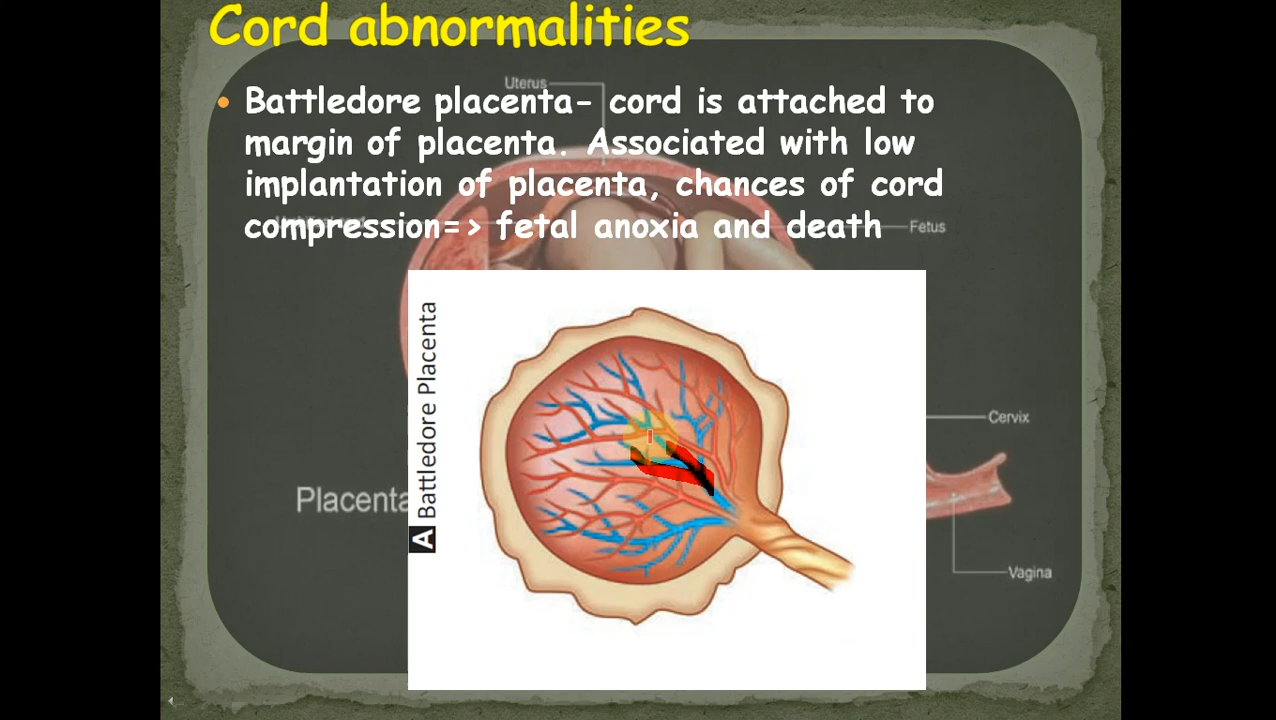 Cord abnormalities
Uterus
• Battledore placenta- cord is attached to
margin of placenta. Associated with low
implantation of placenta, chances of cord
compression=> fetal anoxia and death
Fetus
A Battledore Placenta
Cervix
Placenta
Vagina